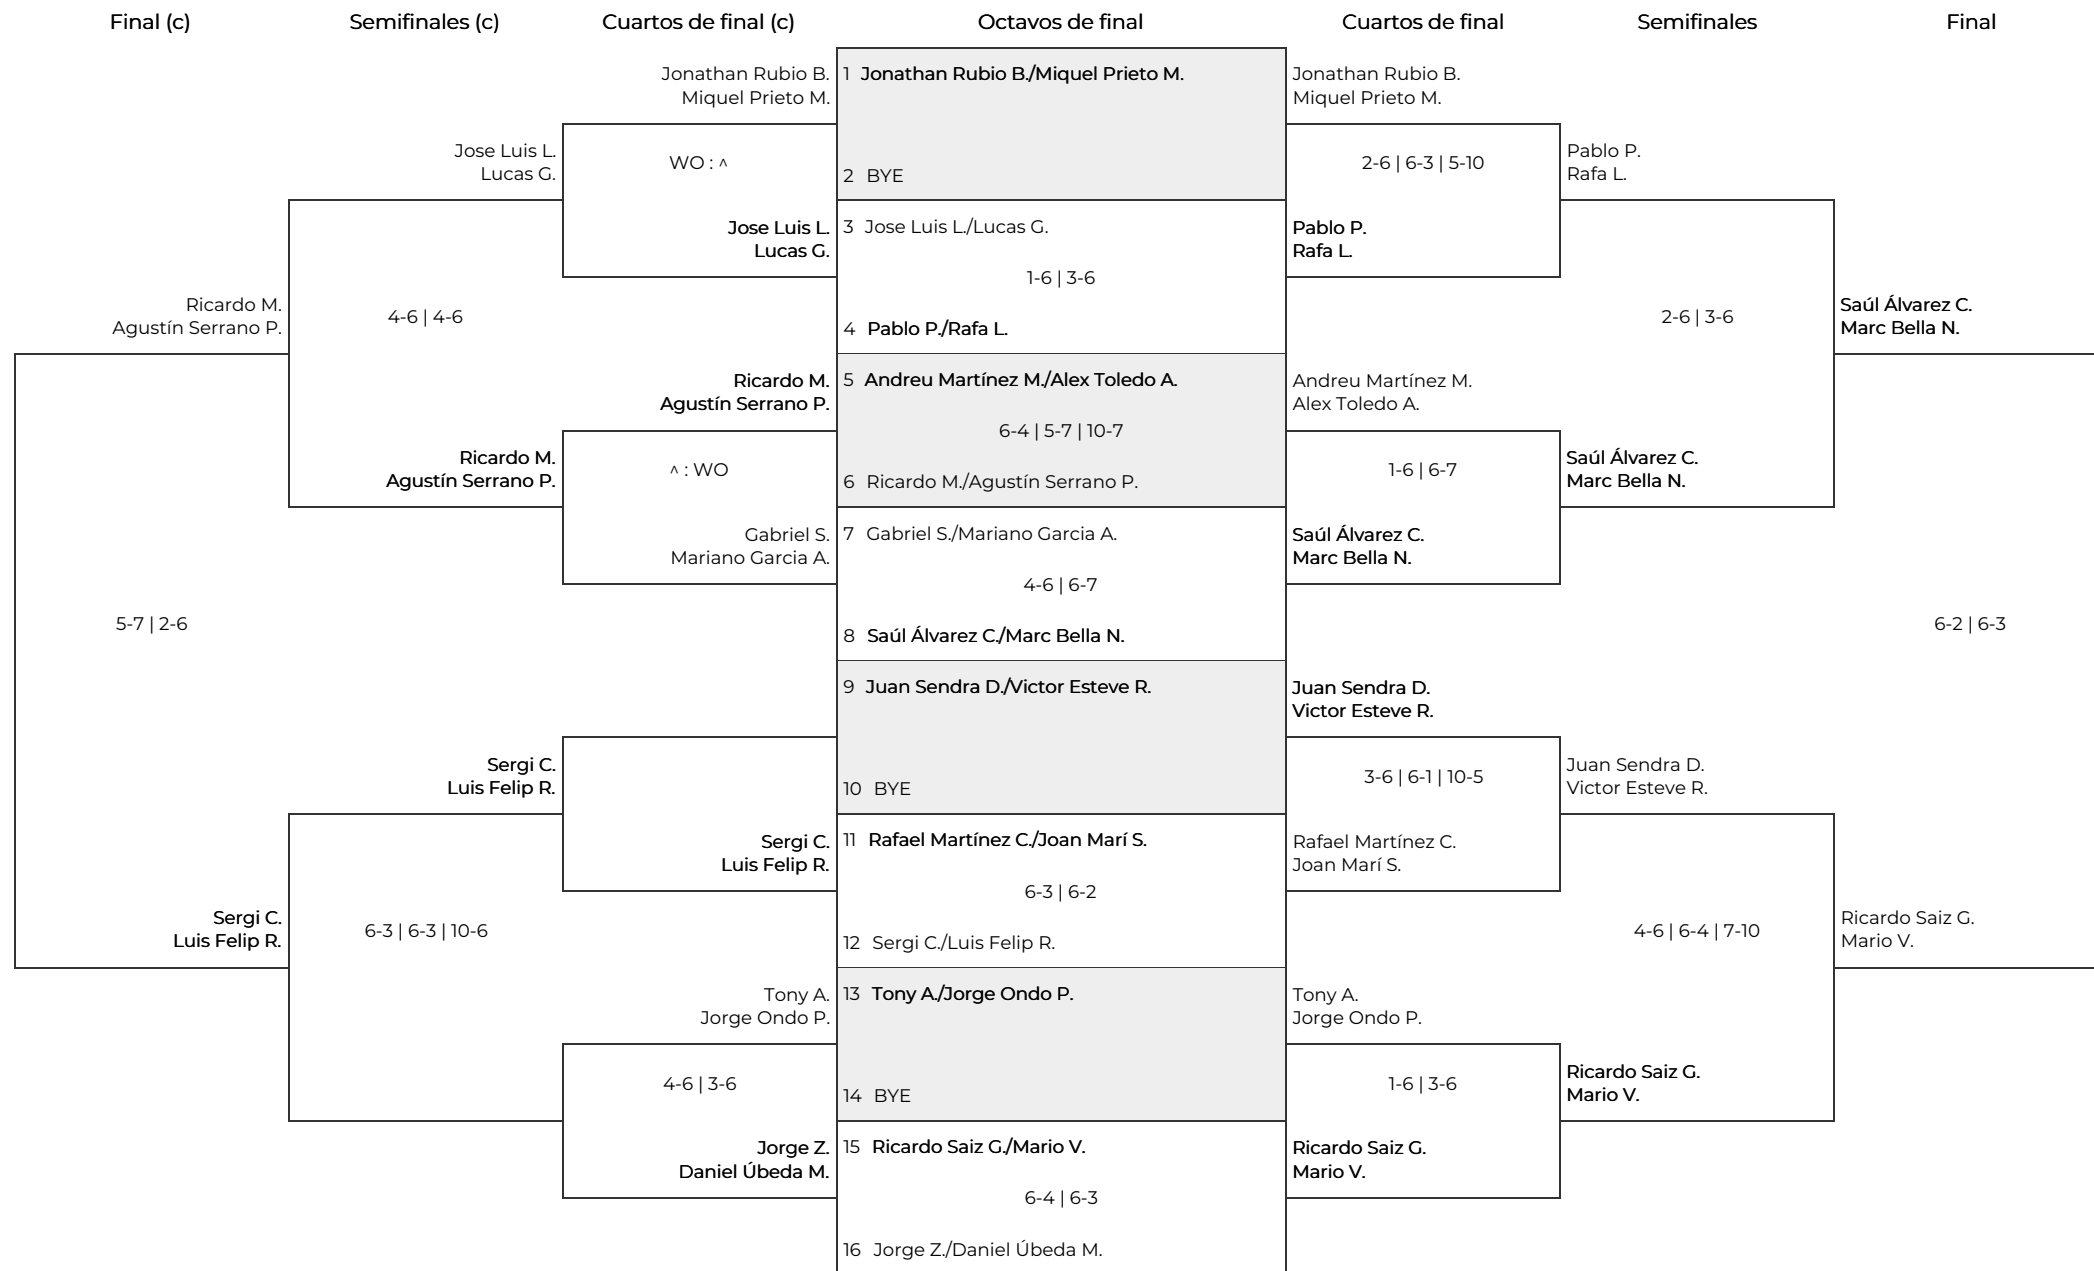 Final (c)
Semifinales (c)
Cuartos de final (c)
Octavos de final
Cuartos de final
Semifinales
Final
Ricardo M.
Agustín Serrano P.
5-7 | 2-6
Sergi C.
Luis Felip R.
Jose Luis L.
Lucas G.
4-6 | 4-6
Ricardo M.
Agustín Serrano P.
Sergi C.
Luis Felip R.
6-3 | 6-3 | 10-6
Jonathan Rubio B.
Miquel Prieto M.
WO : ^
Jose Luis L.
Lucas G.
Ricardo M.
Agustín Serrano P.
^ : WO
Gabriel S.
Mariano Garcia A.
Sergi C.
Luis Felip R.
Tony A.
Jorge Ondo P.
4-6 | 3-6
Jorge Z.
Daniel Úbeda M.
1 Jonathan Rubio B./Miquel Prieto M.
2 BYE
3 Jose Luis L./Lucas G.
1-6 | 3-6
4 Pablo P./Rafa L.
5 Andreu Martínez M./Alex Toledo A.
6-4 | 5-7 | 10-7
6 Ricardo M./Agustín Serrano P.
7 Gabriel S./Mariano Garcia A.
4-6 | 6-7
8 Saúl Álvarez C./Marc Bella N.
9 Juan Sendra D./Victor Esteve R.
10 BYE
11 Rafael Martínez C./Joan Marí S.
6-3 | 6-2
12 Sergi C./Luis Felip R.
13 Tony A./Jorge Ondo P.
14 BYE
15 Ricardo Saiz G./Mario V.
6-4 | 6-3
16 Jorge Z./Daniel Úbeda M.
Jonathan Rubio B.
Miquel Prieto M.
2-6 | 6-3 | 5-10
Pablo P.
Rafa L.
Andreu Martínez M.
Alex Toledo A.
1-6 | 6-7
Saúl Álvarez C.
Marc Bella N.
Juan Sendra D.
Victor Esteve R.
3-6 | 6-1 | 10-5
Rafael Martínez C.
Joan Marí S.
Tony A.
Jorge Ondo P.
1-6 | 3-6
Ricardo Saiz G.
Mario V.
Pablo P.
Rafa L.
2-6 | 3-6
Saúl Álvarez C.
Marc Bella N.
Juan Sendra D.
Victor Esteve R.
4-6 | 6-4 | 7-10
Ricardo Saiz G.
Mario V.
Saúl Álvarez C.
Marc Bella N.
6-2 | 6-3
Ricardo Saiz G.
Mario V.